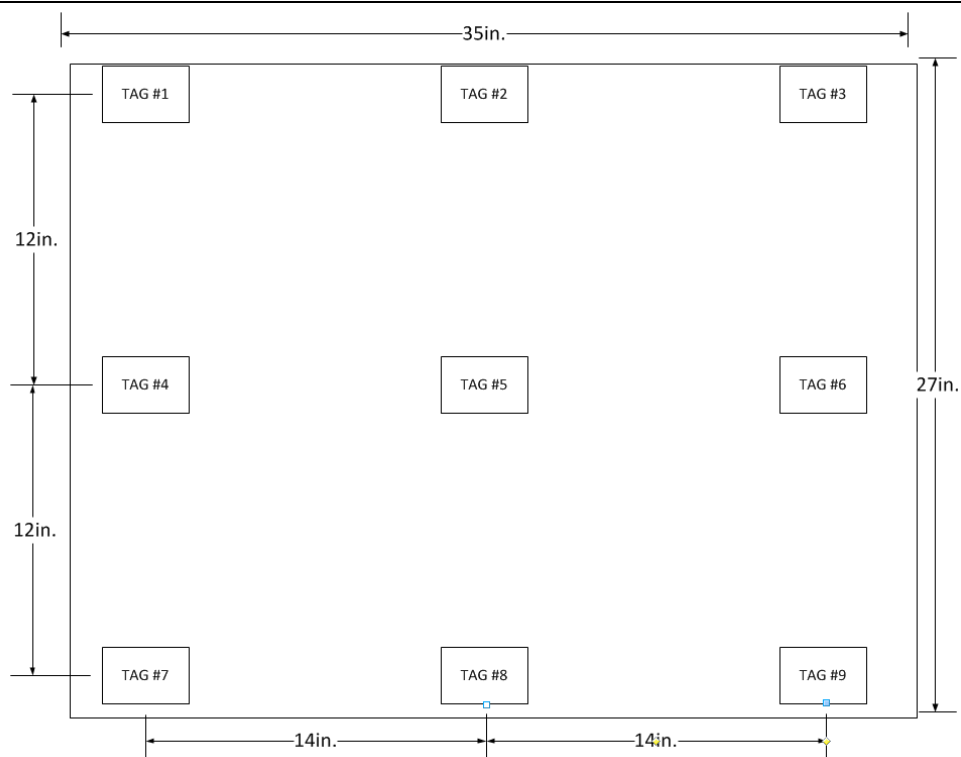 35in.
TAG #1
TAG #2
TAG #3
12in.
TAG #4
TAG #5
TAG #6
27in.
12in.
TAG #7
TAG #8
TAG #9
14in.
14in.